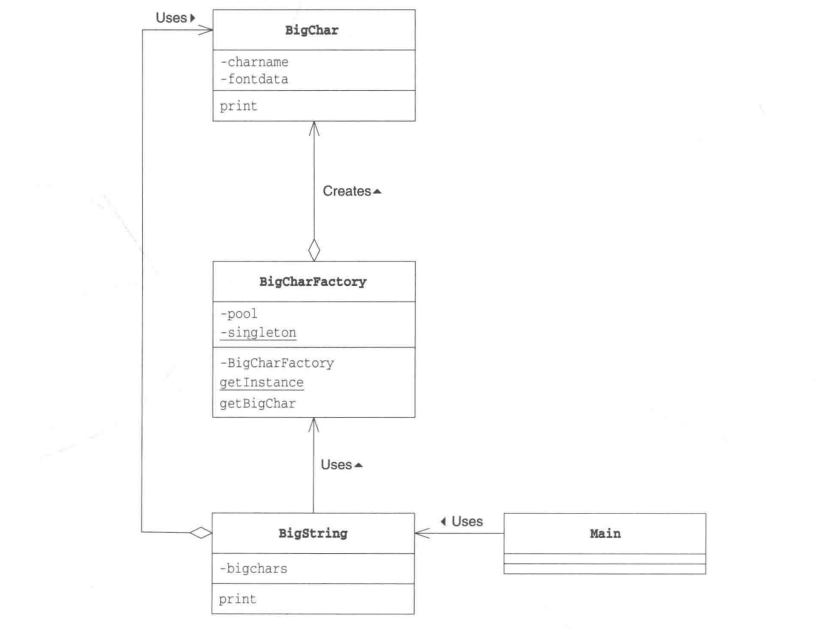 Uses
BigChar
-charname
-fontdata
print
Creates
BigCharFactory
-pool
-singleton
-BigCharFactory
getInstance
getBigChar
Uses
BigString
-bigchars
print
Uses
Main